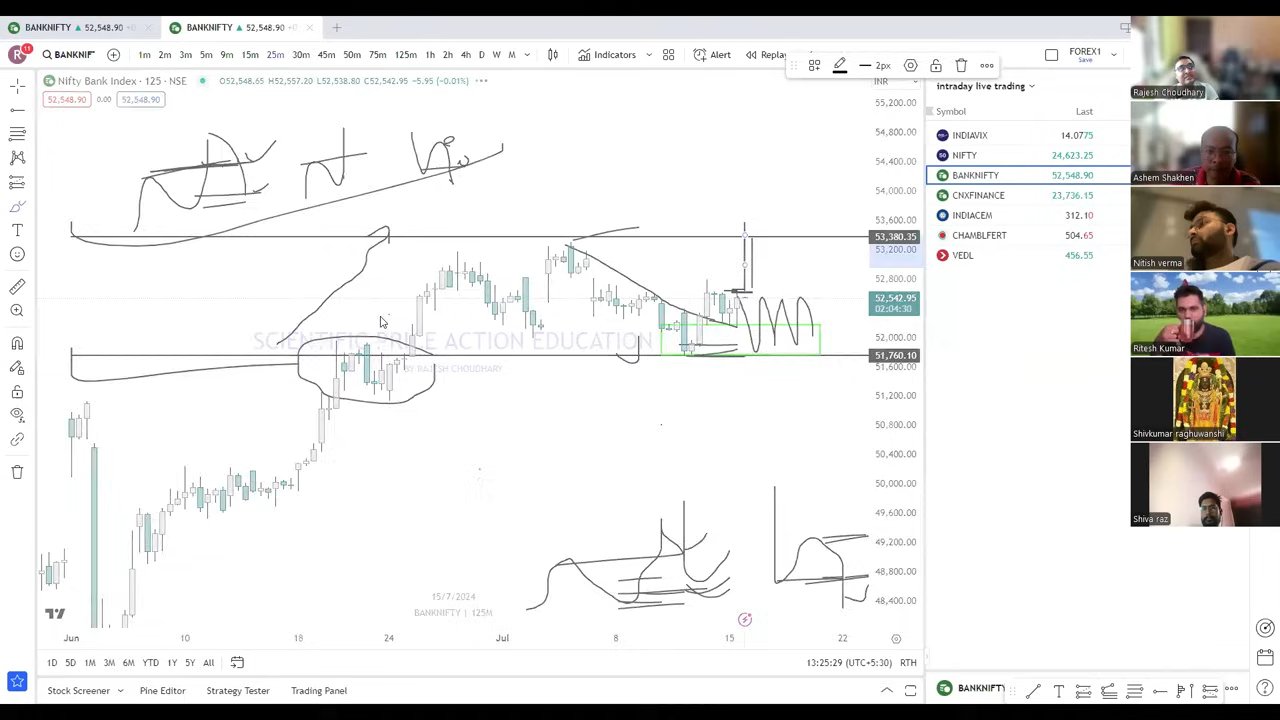 BANKNIFTY ▲ 52,548.90
BANKNIFTY ▲ 52,548.90
R 11 BANKNIF 1m 2m 3m 5m 9m 15m 25m 30m 45m 50m 75m 125m 1h 2h 4h D W M Indicators Alert Replay 2px FOREX1
Save
Nifty Bank Index · 125 · NSE O52,548.65 H52,557.20 L52,538.80 C52,542.95 -5.95 (-0.01%) INR
52,548.90 0.00 52,548.90
55,200.00
54,800.00
54,400.00
54,000.00
53,600.00
53,380.35
53,200.00
52,800.00
52,542.95
02:04:30
52,000.00
51,760.10
51,600.00
51,200.00
50,800.00
50,400.00
50,000.00
49,600.00
49,200.00
48,800.00
48,400.00
SCIENTIFIC PRICE ACTION EDUCATION
BY RAJESH CHOUDHARY
15/7/2024
BANKNIFTY | 125M
Jun 10 18 24 Jul 8 15 22
1D 5D 1M 3M 6M YTD 1Y 5Y All 13:25:29 (UTC+5:30) RTH
Stock Screener Pine Editor Strategy Tester Trading Panel
intraday live trading
Symbol Last
INDIAVIX 14.0775
NIFTY 24,623.25
BANKNIFTY 52,548.90
CNXFINANCE 23,736.15
INDIACEM 312.10
CHAMBLFERT 504.65
VEDL 456.55
BANKNIF
Rajesh Choudhary
Ashem Shakhen
Nitish verma
Ritesh Kumar
Shivkumar raghuwanshi
Shiva raz